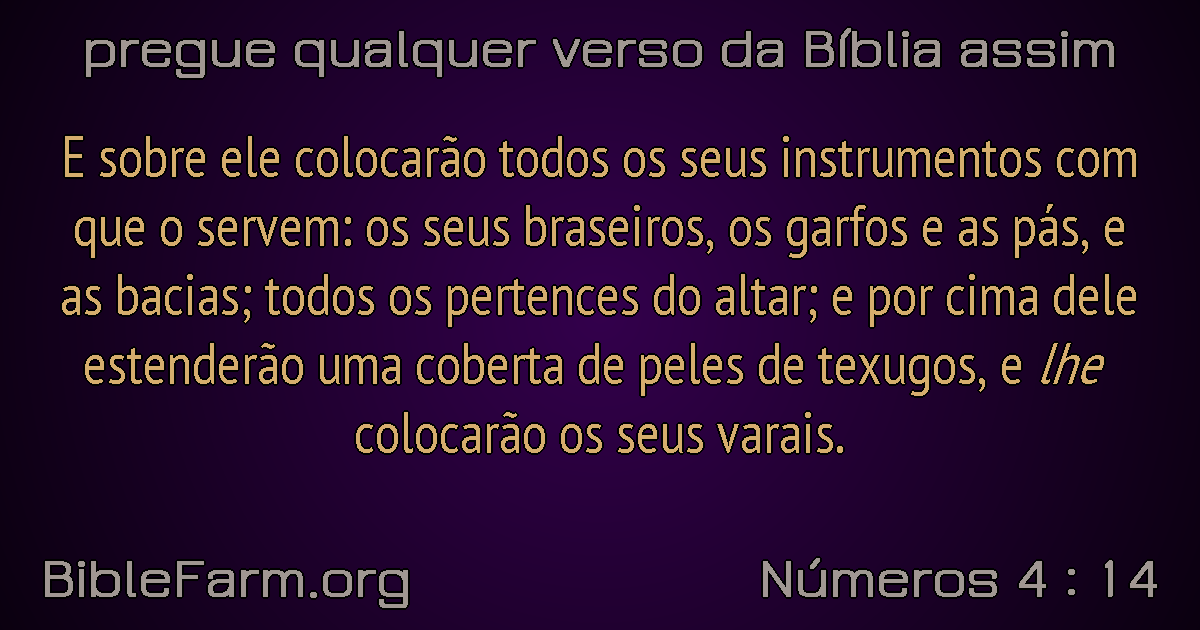 pregue qualquer verso da Bíblia assim
E sobre ele colocarão todos os seus instrumentos com
que o servem: os seus braseiros, os garfos e as pás, e
as bacias; todos os pertences do altar; e por cima dele
estenderão uma coberta de peles de texugos, e lhe
colocarão os seus varais.
BibleFarm.org
Números 4 : 14